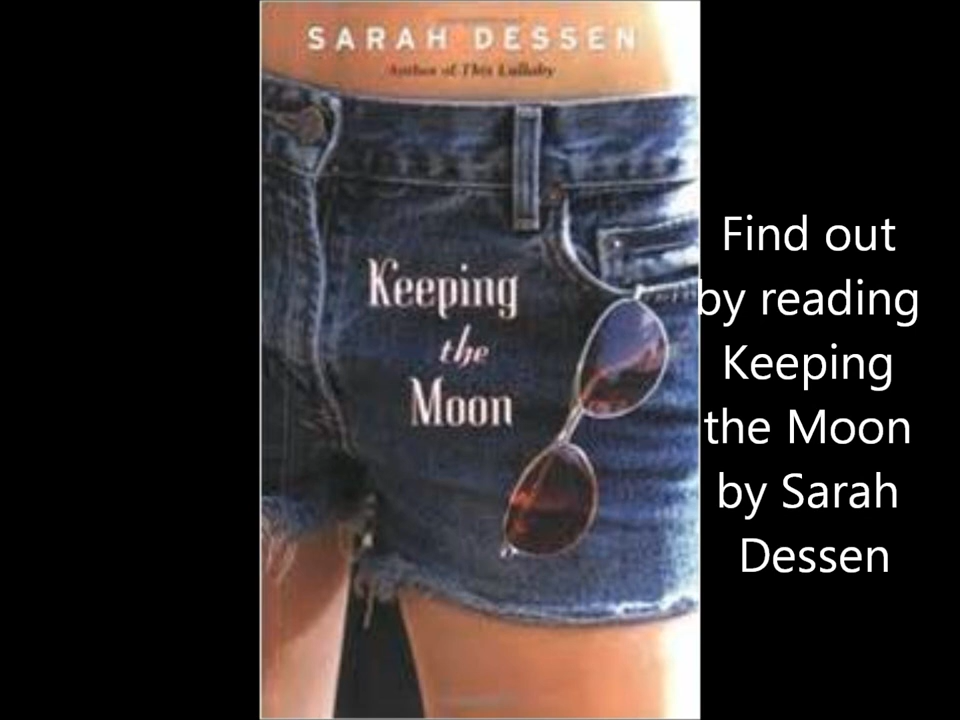 SARAH DESSEN
Author of This Lullaby
Keeping
the
Moon
Find out
by reading
Keeping
the Moon
by Sarah
Dessen